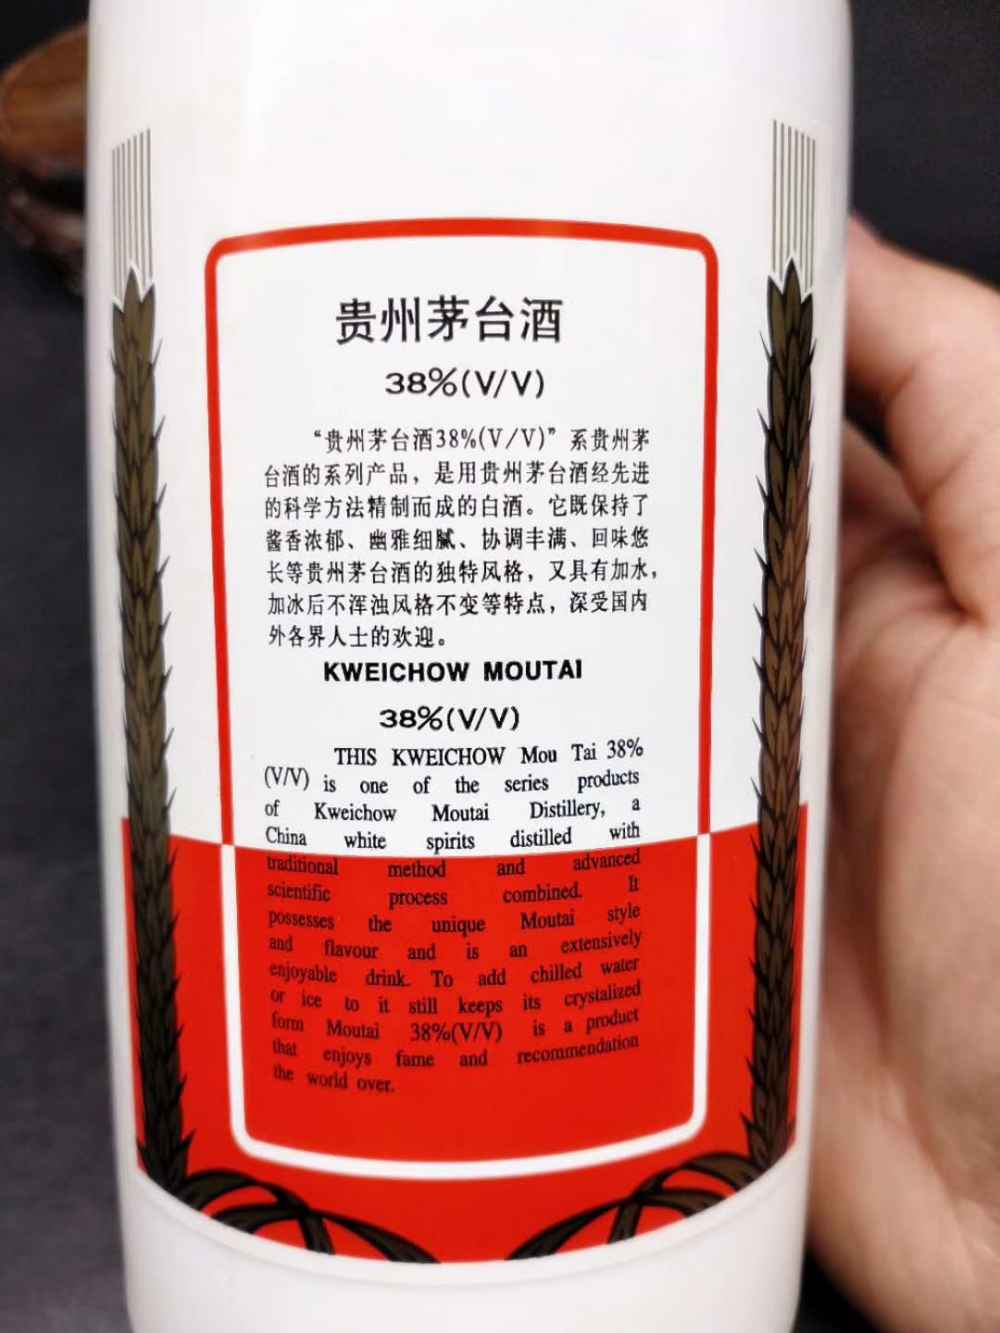 贵州茅台酒
38%(V/V)
“贵州茅台酒38%(V/V)”系贵州茅
台酒的系列产品，是用贵州茅台酒经先进
的科学方法精制而成的白酒。它既保持了
酱香浓郁、幽雅细腻、协调丰满、回味悠
长等贵州茅台酒的独特风格，又具有加水，
加冰后不浑浊风格不变等特点，深受国内
外各界人士的欢迎。
KWEICHOW MOUTAI
38%(V/V)
THIS KWEICHOW Mou Tai 38%
(V/V) is one of the series products
of Kweichow Moutai Distillery, a
China white spirits distilled with
traditional method and advanced
scientific process combined. It
possesses the unique Moutai style
and flavour and is an extensively
enjoyable drink. To add chilled water
or ice to it still keeps its crystalized
form Moutai 38%(V/V) is a product
that enjoys fame and recommendation
the world over.